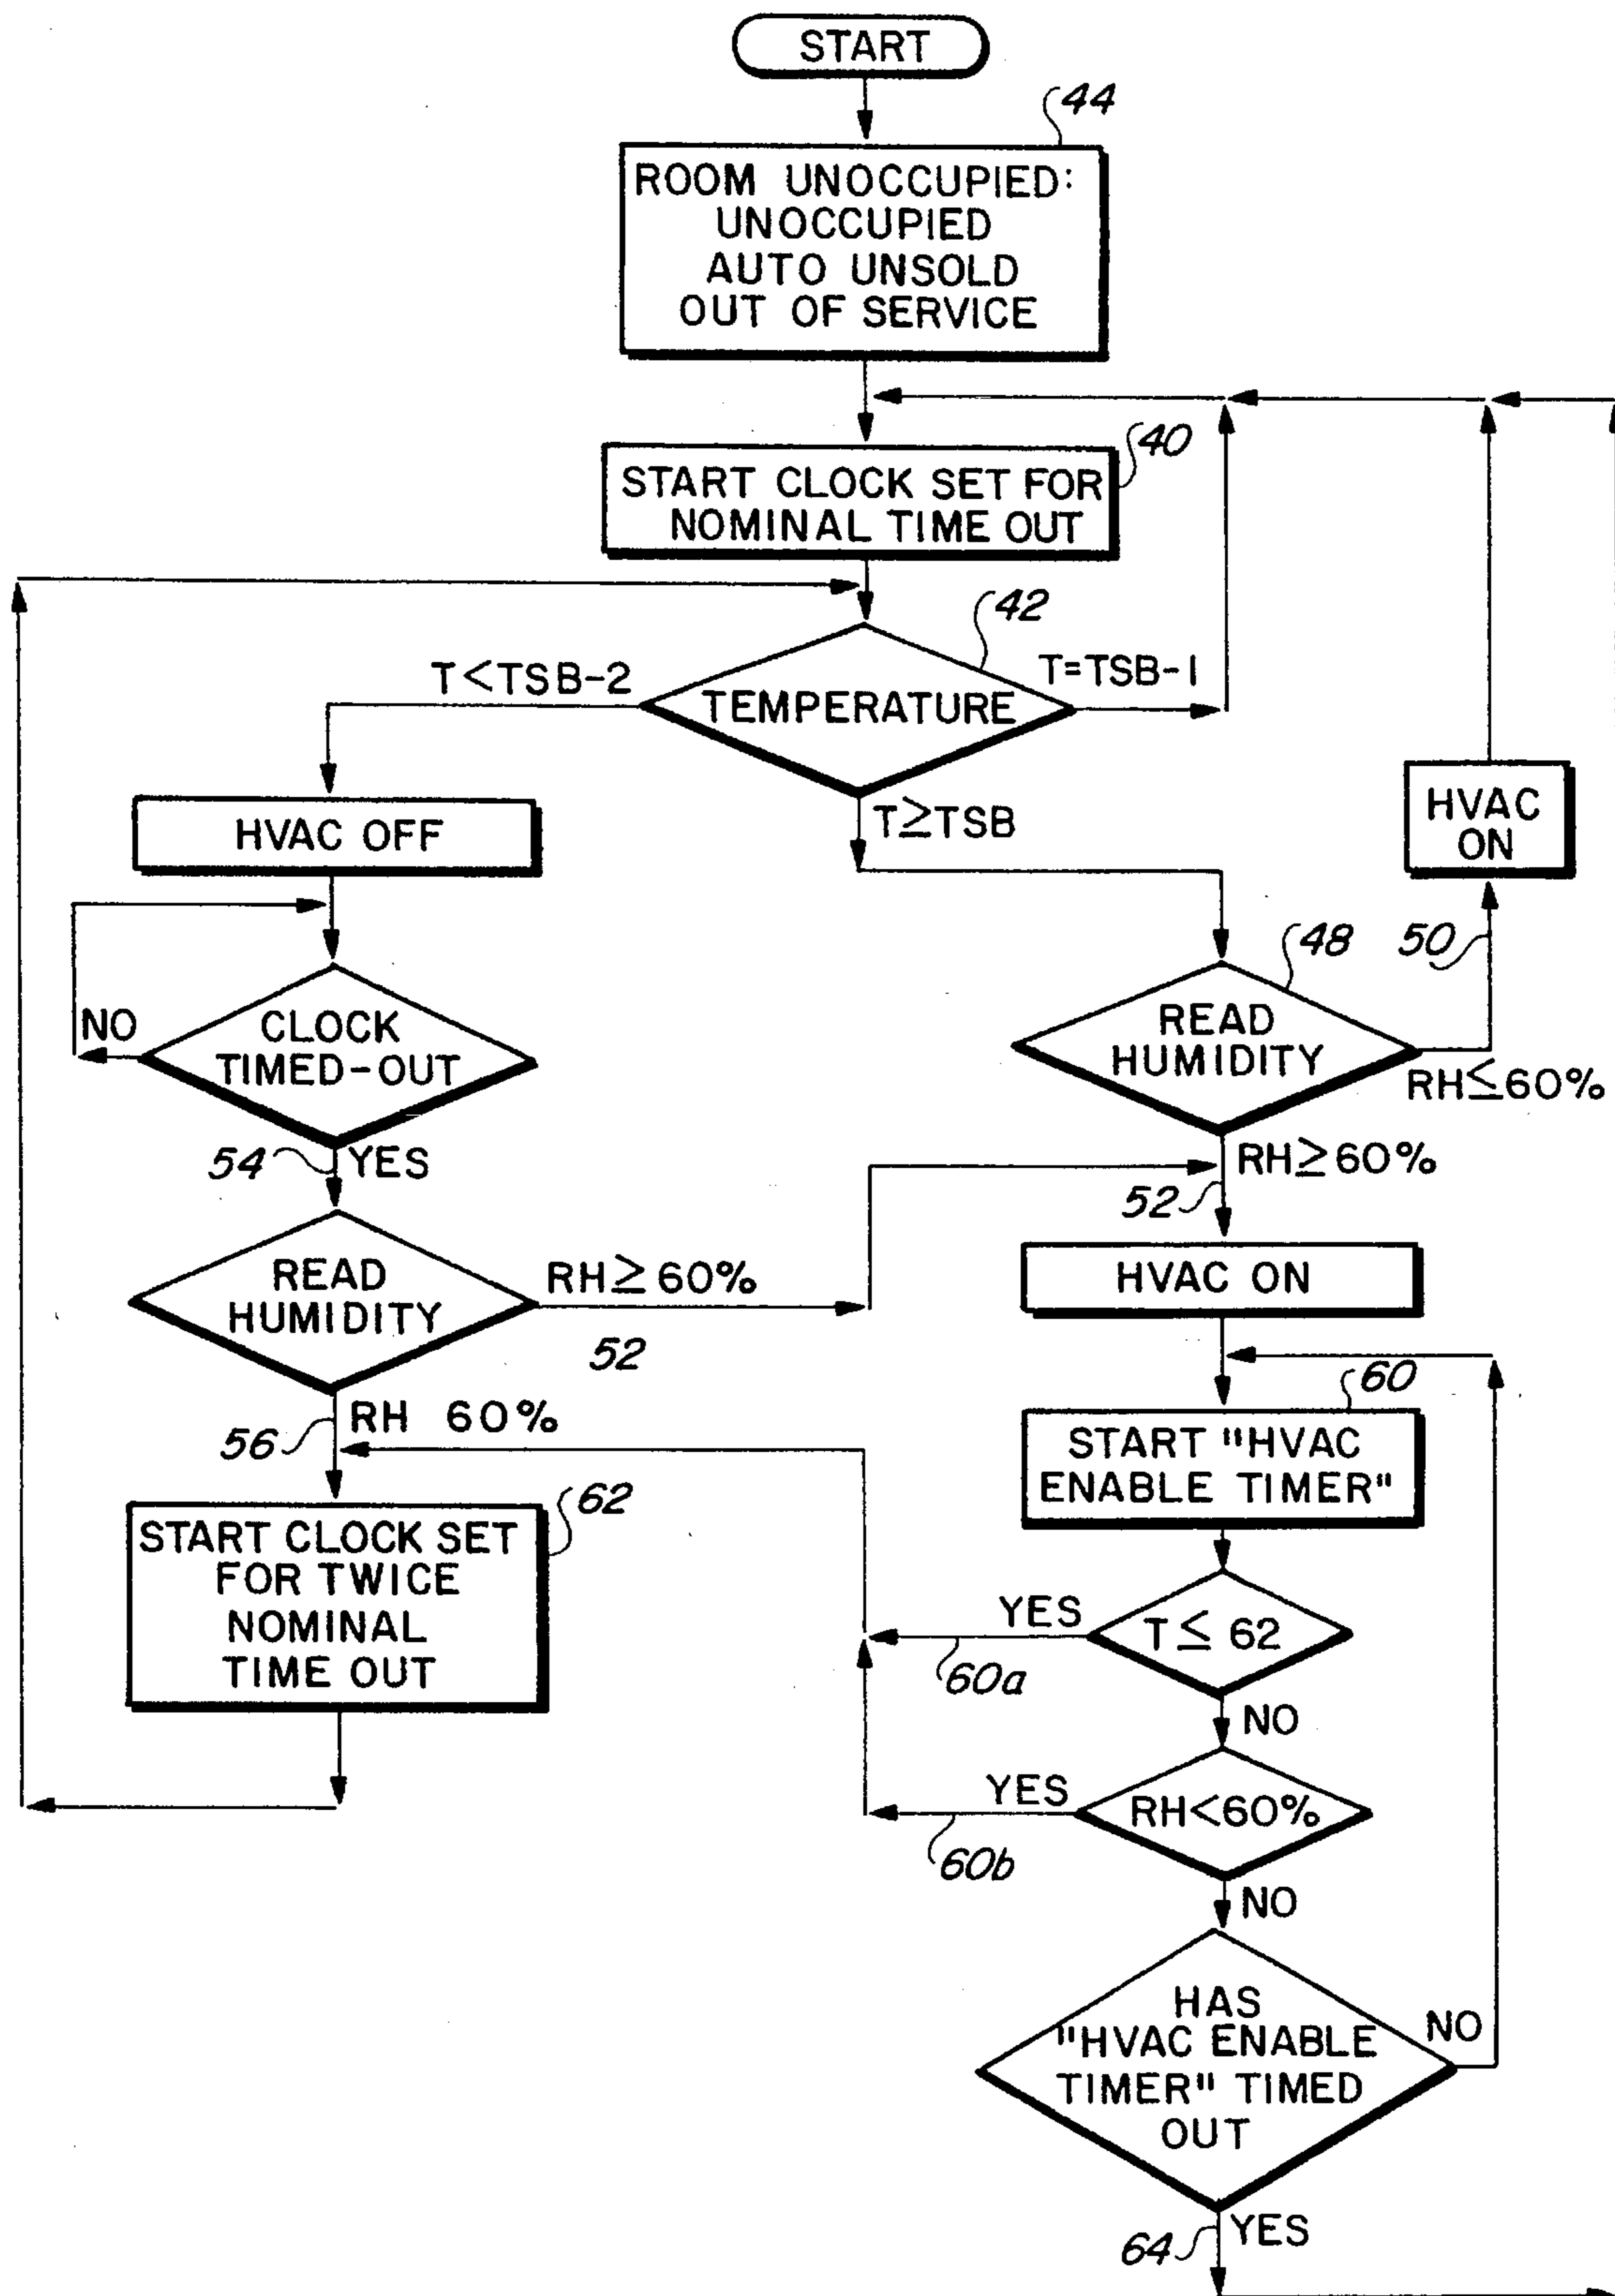 START
44
ROOM UNOCCUPIED:
UNOCCUPIED
AUTO UNSOLD
OUT OF SERVICE
40
START CLOCK SET FOR
NOMINAL TIME OUT
42
T<TSB-2
T=TSB-1
TEMPERATURE
T≥TSB
HVAC OFF
HVAC
ON
48
50
NO
CLOCK
TIMED-OUT
READ
HUMIDITY
RH≤60%
54
YES
RH≥60%
52
READ
HUMIDITY
RH≥60%
52
HVAC ON
56
RH 60%
60
START "HVAC
ENABLE TIMER"
62
START CLOCK SET
FOR TWICE
NOMINAL
TIME OUT
YES
T≤ 62
60a
NO
YES
RH<60%
60b
NO
HAS
"HVAC ENABLE
TIMER" TIMED
OUT
NO
64
YES